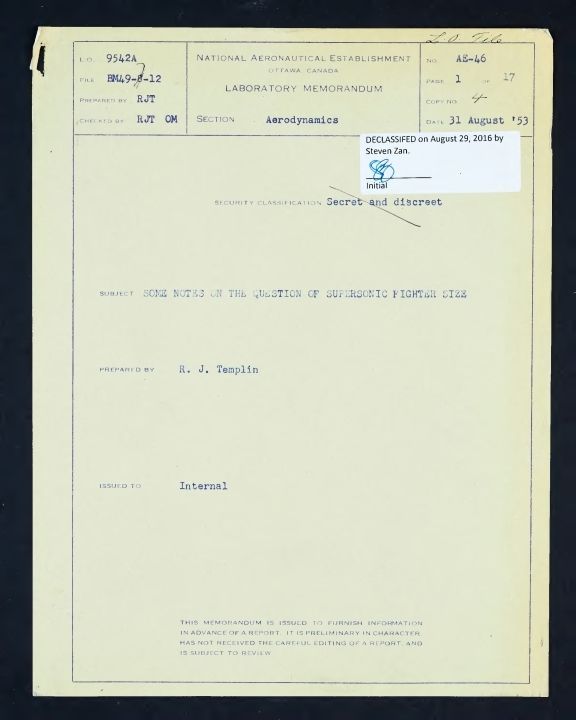 L.O. File
L.O. 9542A
FILE BM49-7-12
PREPARED BY RJT
CHECKED BY RJT OM
NATIONAL AERONAUTICAL ESTABLISHMENT
OTTAWA, CANADA
LABORATORY MEMORANDUM
SECTION Aerodynamics
NO. AE-46
PAGE 1 OF 17
COPY NO. 4
DATE 31 August '53
DECLASSIFED on August 29, 2016 by
Steven Zan.
Initial
SECURITY CLASSIFICATION Secret and discreet
SUBJECT SOME NOTES ON THE QUESTION OF SUPERSONIC FIGHTER SIZE
PREPARED BY R. J. Templin
ISSUED TO Internal
THIS MEMORANDUM IS ISSUED TO FURNISH INFORMATION
IN ADVANCE OF A REPORT. IT IS PRELIMINARY IN CHARACTER,
HAS NOT RECEIVED THE CAREFUL EDITING OF A REPORT, AND
IS SUBJECT TO REVIEW.